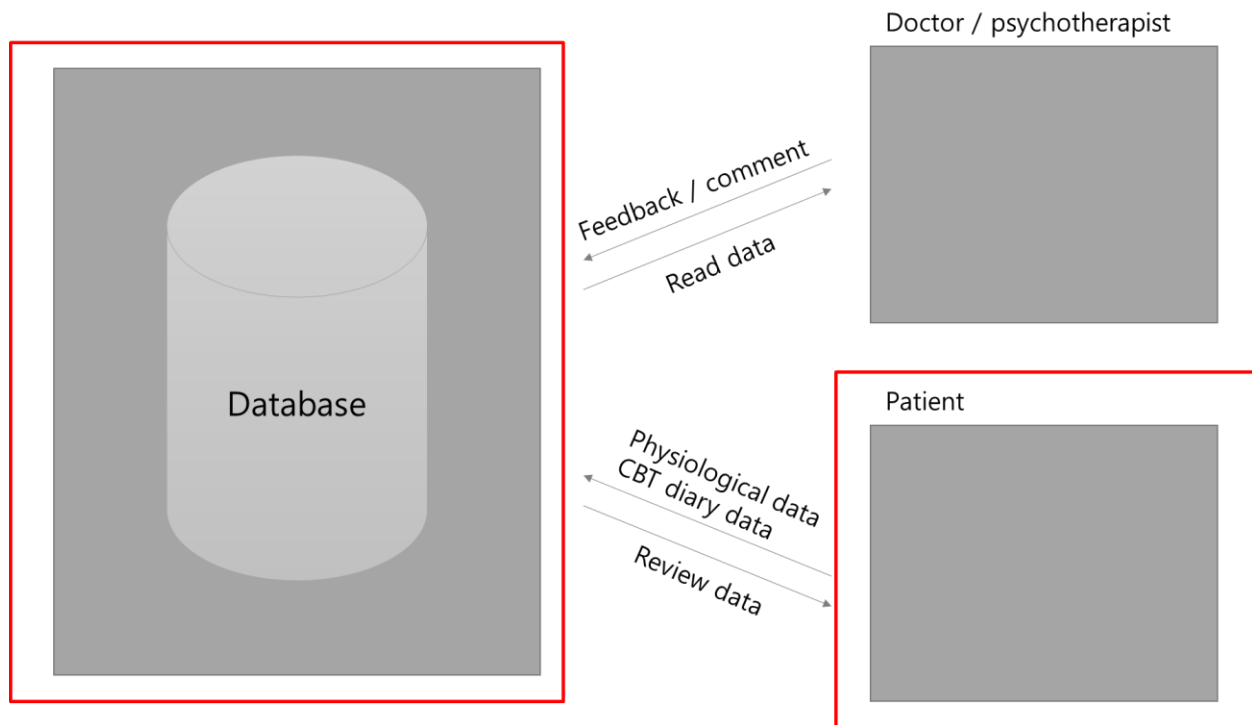 Doctor / psychotherapist
Feedback / comment
Read data
Database
Patient
Physiological data
CBT diary data
Review data